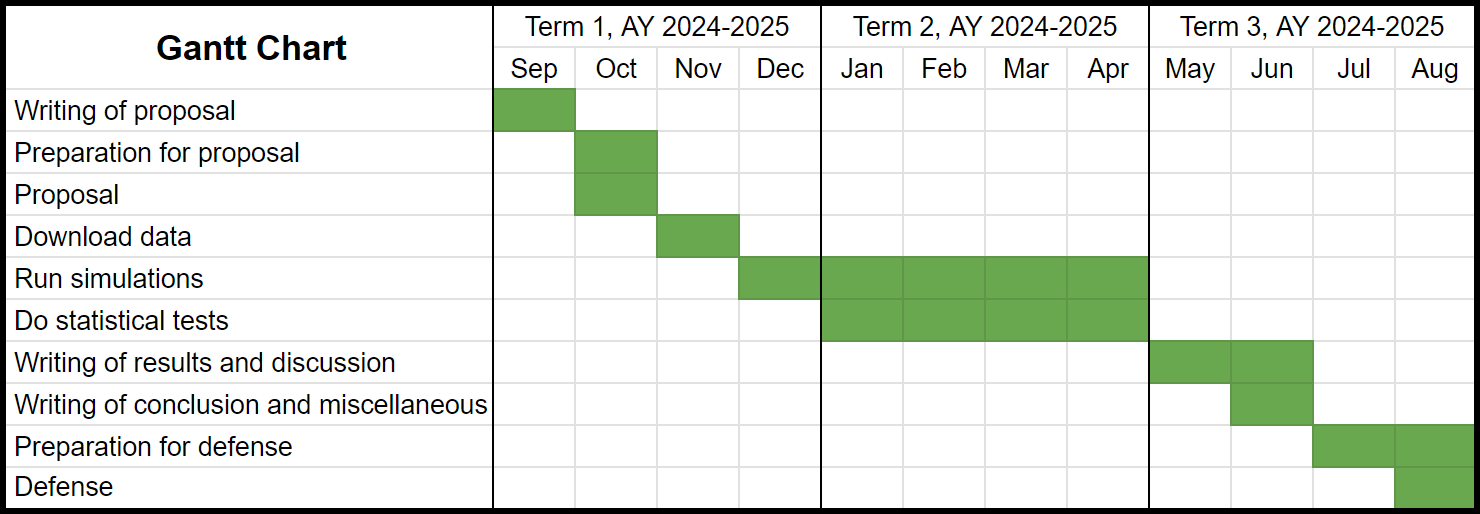 Gantt Chart
Term 1, AY 2024-2025 Term 2, AY 2024-2025 Term 3, AY 2024-2025
Sep Oct Nov Dec Jan Feb Mar Apr May Jun Jul Aug
Writing of proposal
Preparation for proposal
Proposal
Download data
Run simulations
Do statistical tests
Writing of results and discussion
Writing of conclusion and miscellaneous
Preparation for defense
Defense